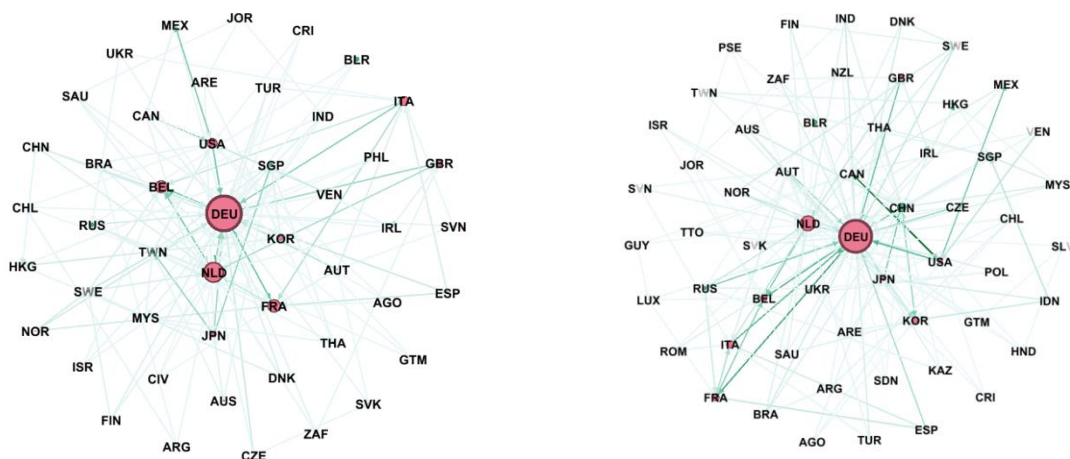 MEX
JOR
CRI
UKR
BLR
ARE
TUR
SAU
ITA
CAN
IND
USA
CHN
BRA
SGP
PHL
GBR
BEL
VEN
CHL
DEU
RUS
IRL
SVN
KOR
TWN
HKG
NLD
AUT
SWE
ESP
FRA
AGO
MYS
NOR
JPN
THA
GTM
ISR
CIV
DNK
AUS
SVK
FIN
ZAF
ARG
CZE
FIN
IND
DNK
SWE
PSE
NZL
ZAF
GBR
MEX
TWN
HKG
BLR
THA
VEN
ISR
AUS
IRL
SGP
JOR
AUT
CAN
MYS
SVN
NOR
CHN
CZE
CHL
NLD
TTO
DEU
GUY
SVK
SLV
USA
POL
JPN
RUS
UKR
LUX
BEL
IDN
KOR
GTM
ARE
ITA
ROM
SAU
HND
KAZ
SDN
ARG
FRA
CRI
BRA
ESP
AGO
TUR